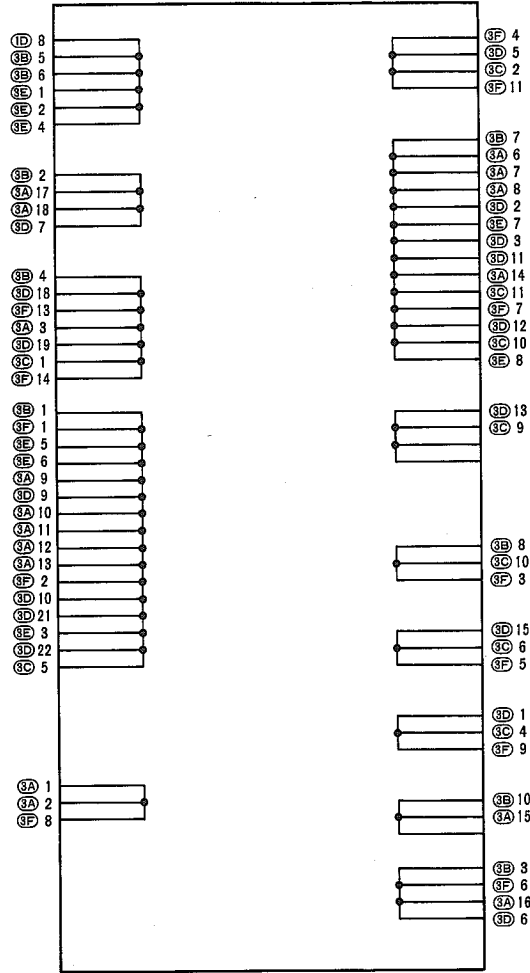 1D 8
3B 5
3B 6
3E 1
3E 2
3E 4
3B 2
3A 17
3A 18
3D 7
3B 4
3D 18
3F 13
3A 3
3D 19
3C 1
3F 14
3B 1
3F 1
3E 5
3E 6
3A 9
3D 9
3A 10
3A 11
3A 12
3A 13
3F 2
3D 10
3D 21
3E 3
3D 22
3C 5
3A 1
3A 2
3F 8
3F 4
3D 5
3C 2
3F 11
3B 7
3A 6
3A 7
3A 8
3D 2
3E 7
3D 3
3D 11
3A 14
3C 11
3F 7
3D 12
3C 10
3E 8
3D 13
3C 9
3B 8
3C 10
3F 3
3D 15
3C 6
3F 5
3D 1
3C 4
3F 9
3B 10
3A 15
3B 3
3F 6
3A 16
3D 6